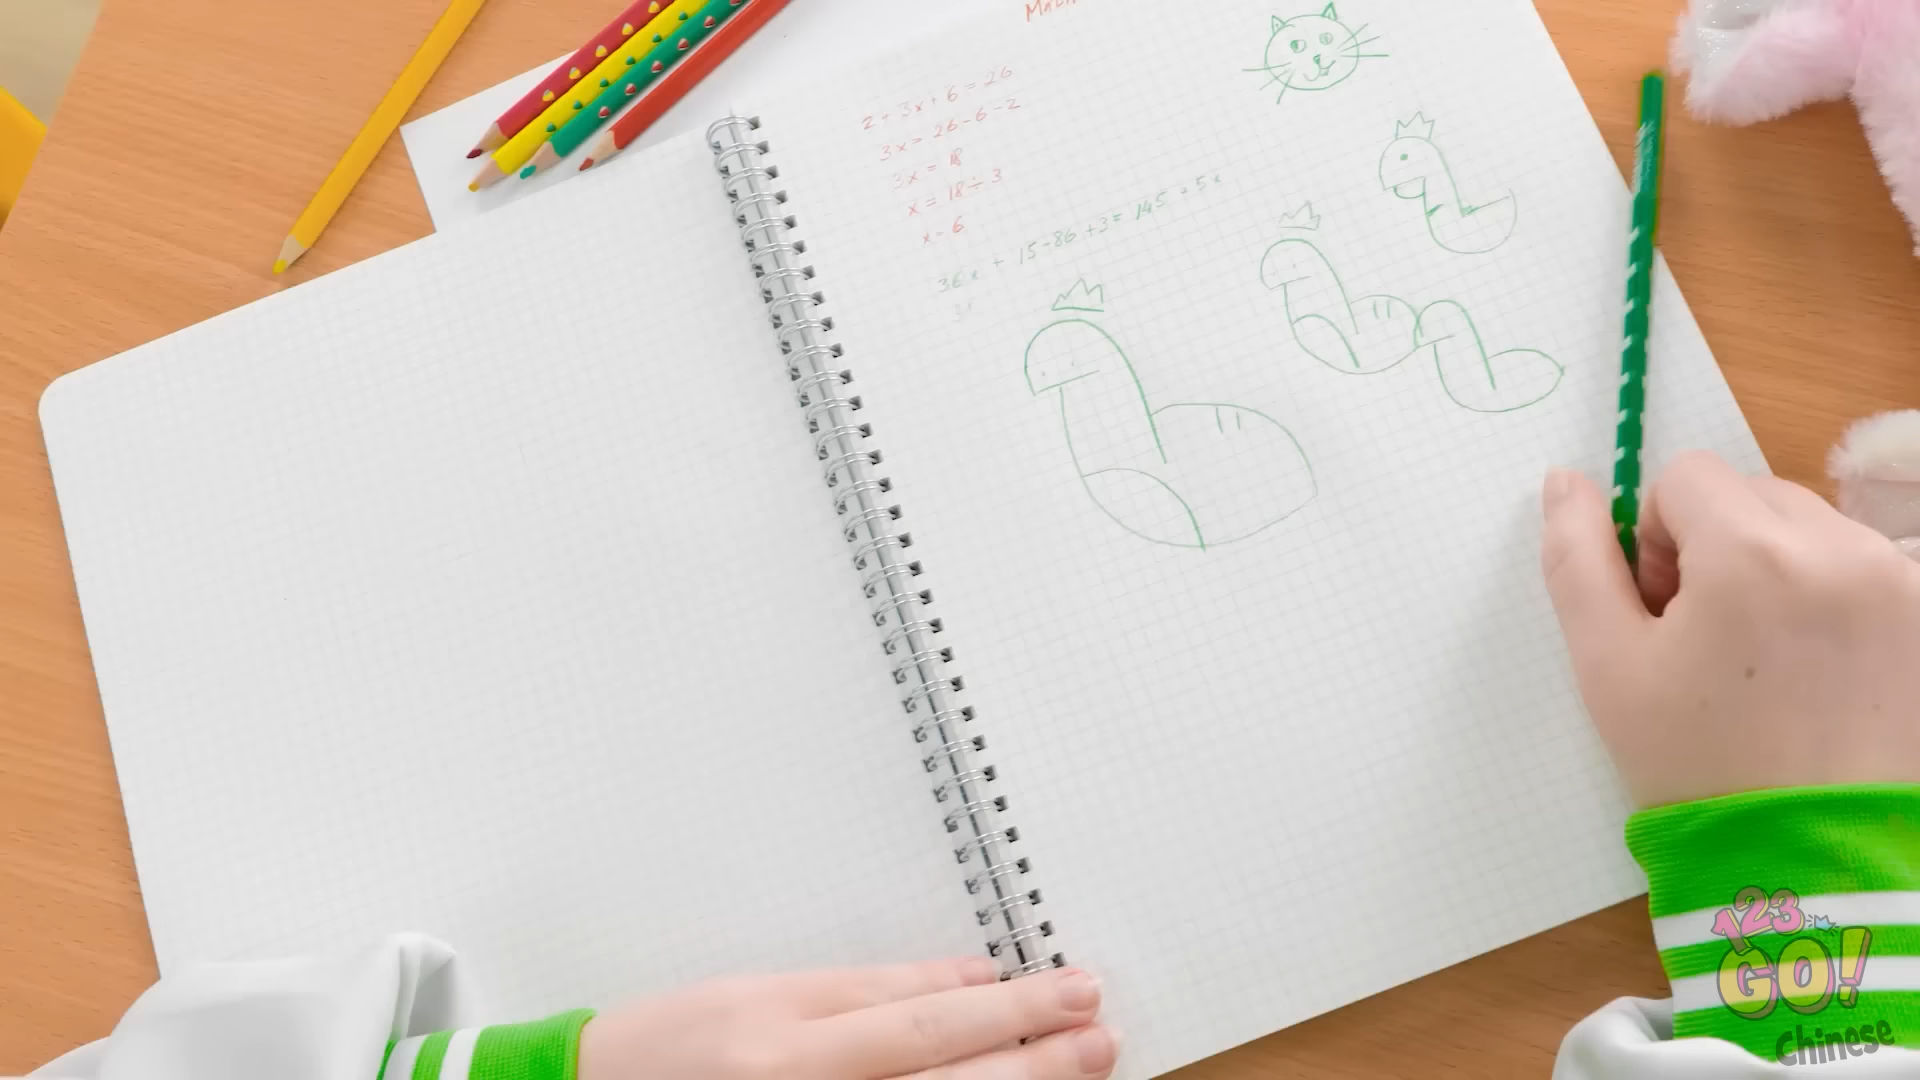 2+3x+6=26
3x=26-6-2
3x=18
x=18÷3
x=6
36x + 15-86+3=145+5x
123
GO!
Chinese